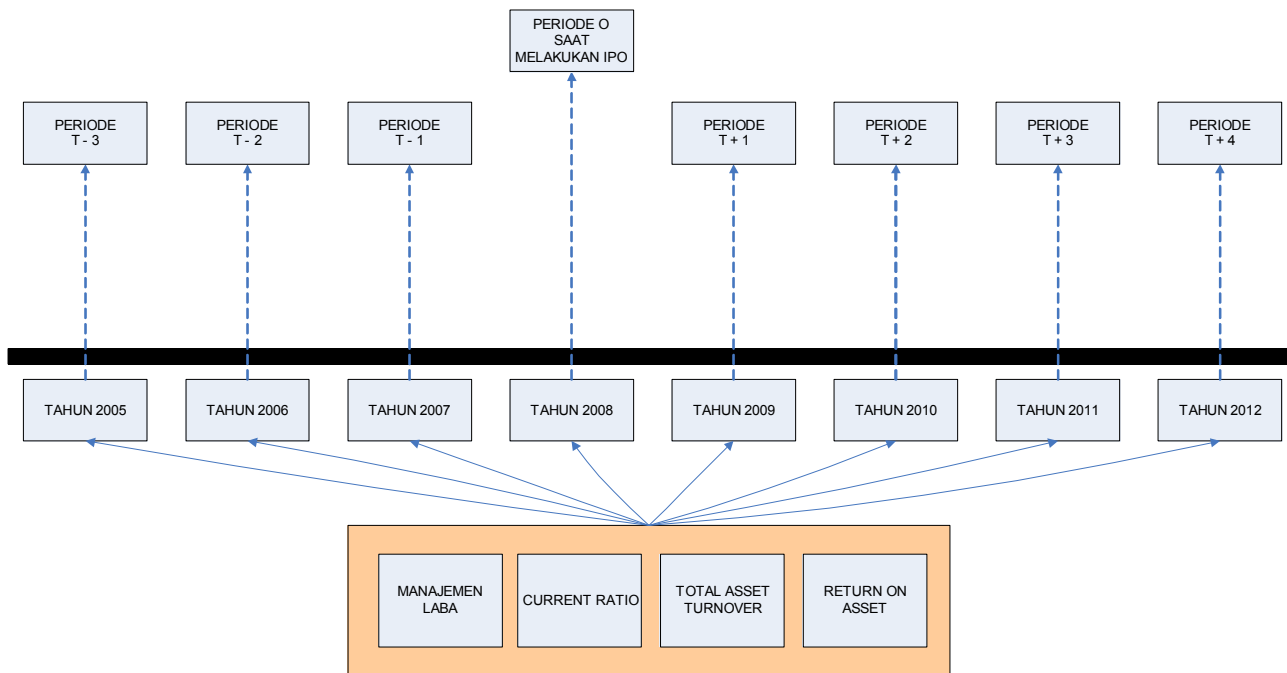 PERIODE O
SAAT
MELAKUKAN IPO
PERIODE
T - 3
PERIODE
T - 2
PERIODE
T - 1
PERIODE
T + 1
PERIODE
T + 2
PERIODE
T + 3
PERIODE
T + 4
TAHUN 2005
TAHUN 2006
TAHUN 2007
TAHUN 2008
TAHUN 2009
TAHUN 2010
TAHUN 2011
TAHUN 2012
MANAJEMEN
LABA
CURRENT RATIO
TOTAL ASSET
TURNOVER
RETURN ON
ASSET